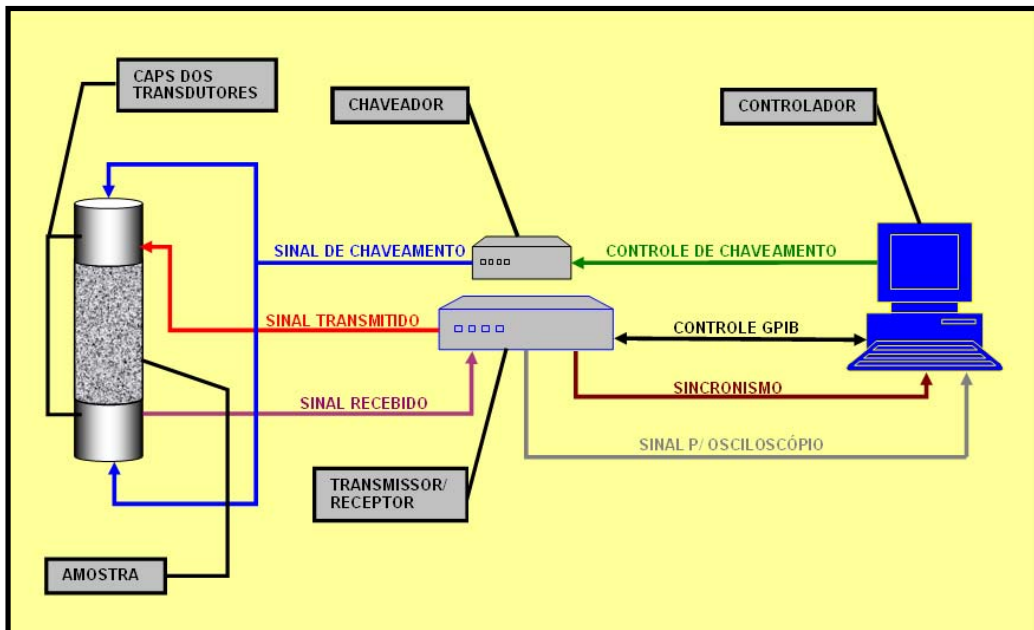 CAPS DOS
TRANSDUTORES
CHAVEADOR
CONTROLADOR
SINAL DE CHAVEAMENTO
CONTROLE DE CHAVEAMENTO
SINAL TRANSMITIDO
CONTROLE GPIB
SINCRONISMO
SINAL RECEBIDO
SINAL P/ OSCILOSCÓPIO
TRANSMISSOR/
RECEPTOR
AMOSTRA